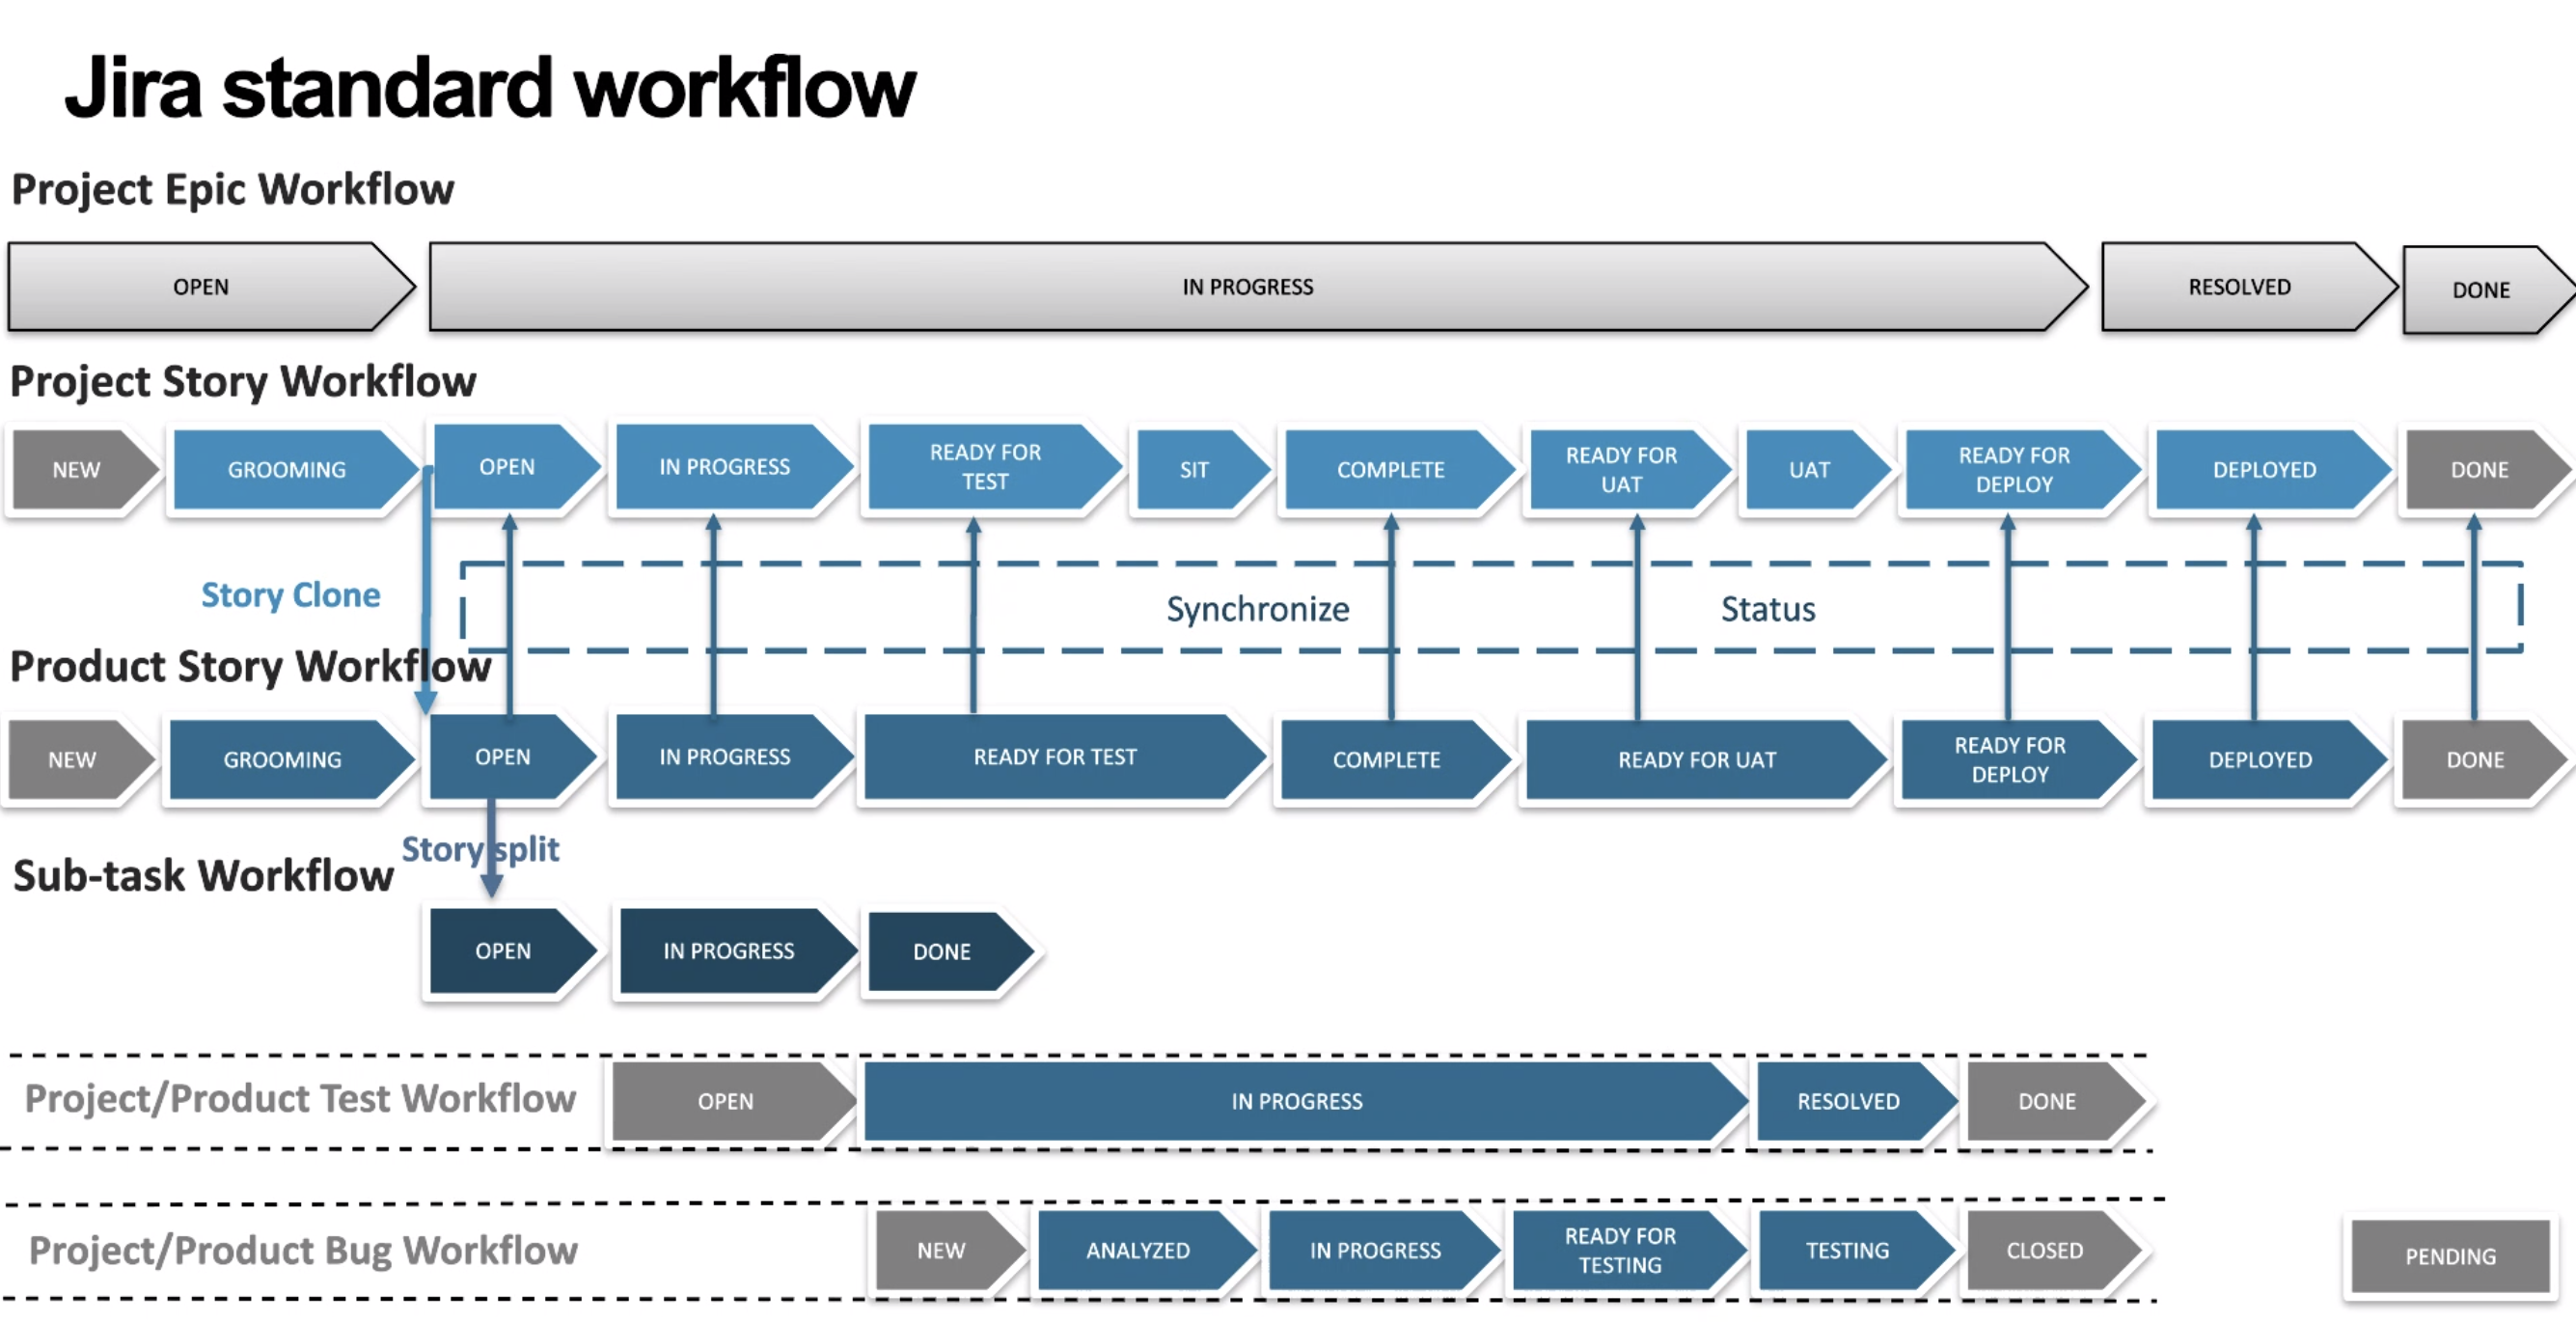 Jira standard workflow
Project Epic Workflow
OPEN
IN PROGRESS
RESOLVED
DONE
Project Story Workflow
NEW
GROOMING
OPEN
IN PROGRESS
READY FOR
TEST
SIT
COMPLETE
READY FOR
UAT
UAT
READY FOR
DEPLOY
DEPLOYED
DONE
Story Clone
Synchronize
Status
Product Story Workflow
NEW
GROOMING
OPEN
IN PROGRESS
READY FOR TEST
COMPLETE
READY FOR UAT
READY FOR
DEPLOY
DEPLOYED
DONE
Story split
Sub-task Workflow
OPEN
IN PROGRESS
DONE
Project/Product Test Workflow
OPEN
IN PROGRESS
RESOLVED
DONE
Project/Product Bug Workflow
NEW
ANALYZED
IN PROGRESS
READY FOR
TESTING
TESTING
CLOSED
PENDING